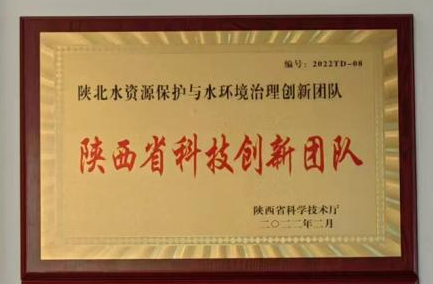 编号：2022TD-08
陕北水资源保护与水环境治理创新团队
陕西省科技创新团队
陕西省科学技术厅
二〇二二年二月